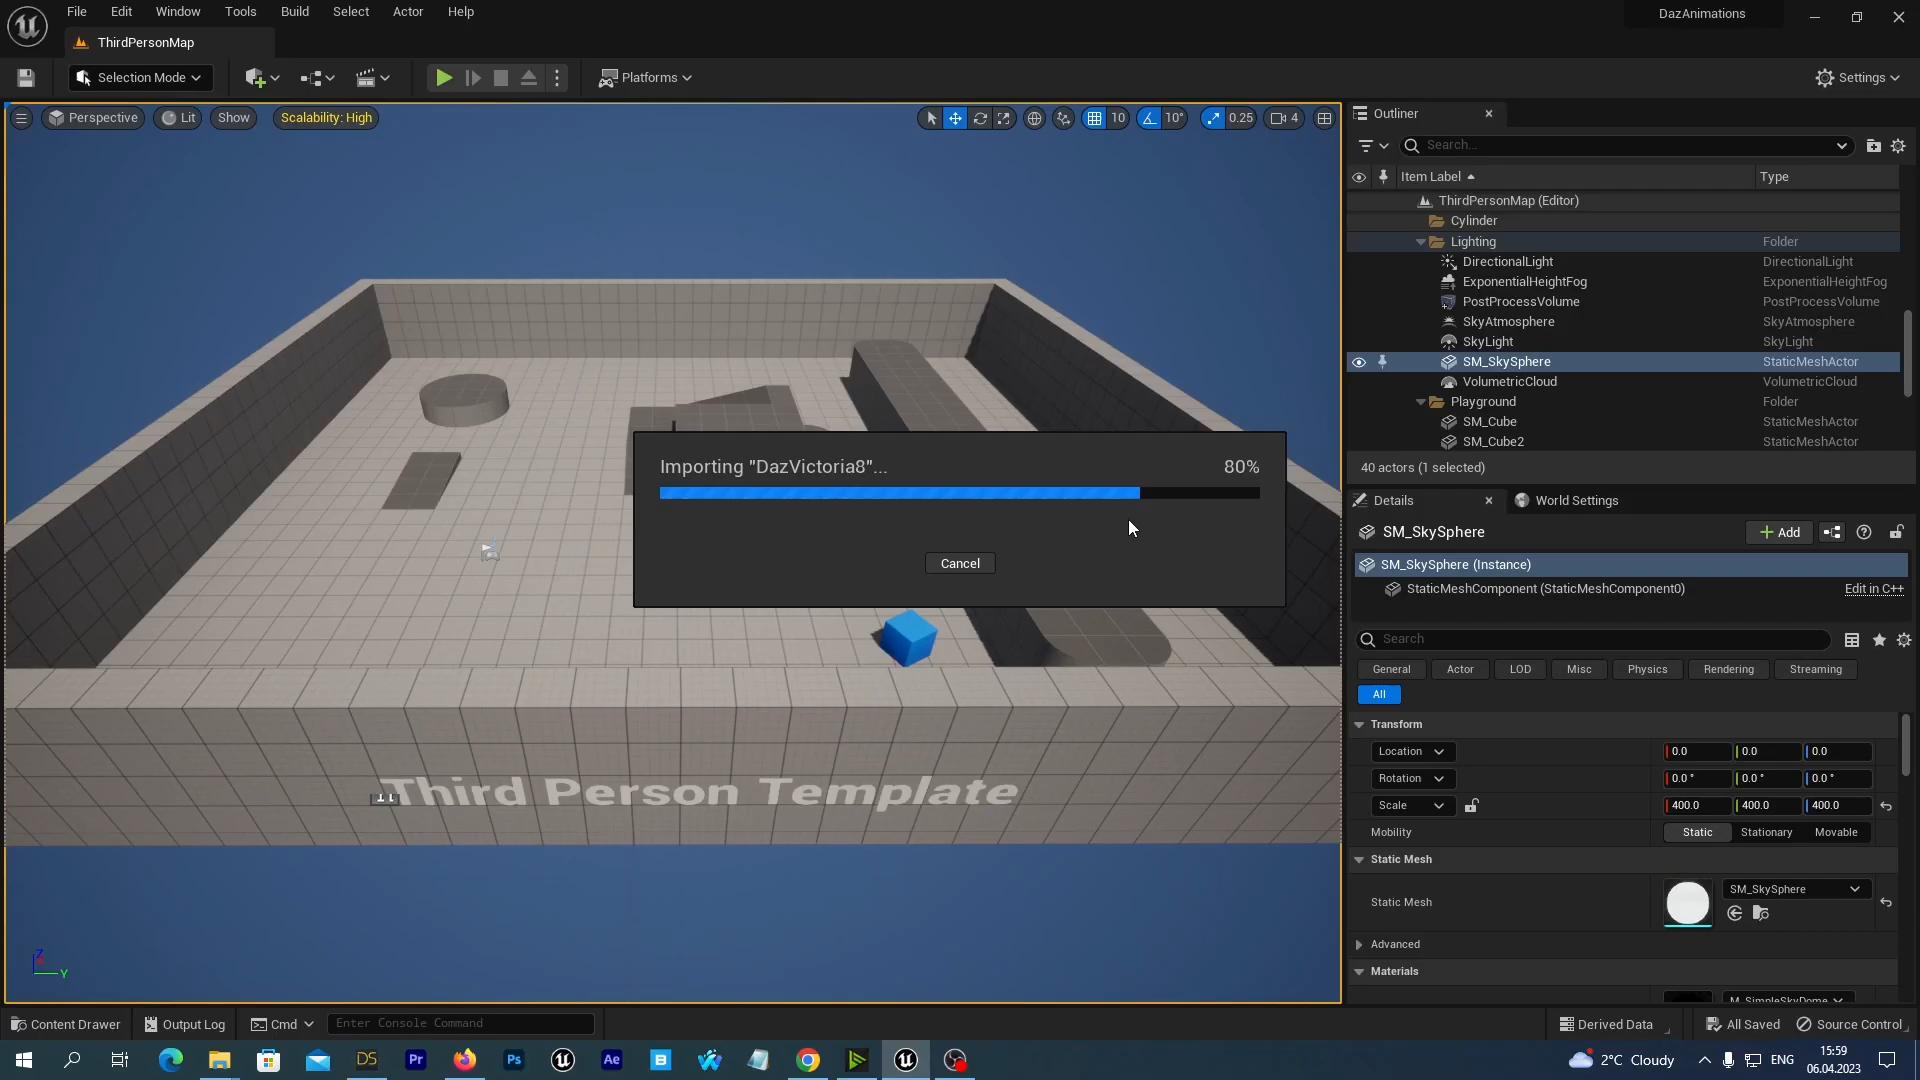 File Edit Window Tools Build Select Actor Help
DazAnimations
ThirdPersonMap
Selection Mode
Platforms
Settings
Perspective Lit Show Scalability: High
10 10° 0.25 4
Outliner
Search...
Item Label Type
ThirdPersonMap (Editor)
Cylinder
Lighting Folder
DirectionalLight DirectionalLight
ExponentialHeightFog ExponentialHeightFog
PostProcessVolume PostProcessVolume
SkyAtmosphere SkyAtmosphere
SkyLight SkyLight
SM_SkySphere StaticMeshActor
VolumetricCloud VolumetricCloud
Playground Folder
SM_Cube StaticMeshActor
SM_Cube2 StaticMeshActor
40 actors (1 selected)
Importing "DazVictoria8"... 80%
Cancel
Third Person Template
Details World Settings
SM_SkySphere
Add
SM_SkySphere (Instance)
StaticMeshComponent (StaticMeshComponent0) Edit in C++
Search
General Actor LOD Misc Physics Rendering Streaming
All
Transform
Location 0.0 0.0 0.0
Rotation 0.0 ° 0.0 ° 0.0 °
Scale 400.0 400.0 400.0
Mobility Static Stationary Movable
Static Mesh
Static Mesh SM_SkySphere
Advanced
Materials
M_SimpleSkyDome
Z
Y
Content Drawer Output Log Cmd Enter Console Command
Derived Data All Saved Source Control
DS Pr Ps Ae
2°C Cloudy ENG
15:59
06.04.2023